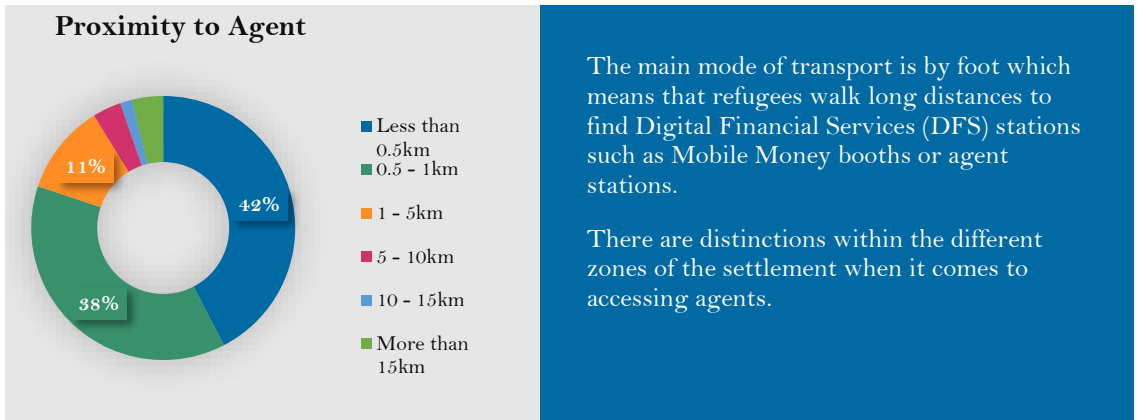 Proximity to Agent
42%
38%
11%
Less than
0.5km
0.5 - 1km
1 - 5km
5 - 10km
10 - 15km
More than
15km
The main mode of transport is by foot which
means that refugees walk long distances to
find Digital Financial Services (DFS) stations
such as Mobile Money booths or agent
stations.
There are distinctions within the different
zones of the settlement when it comes to
accessing agents.